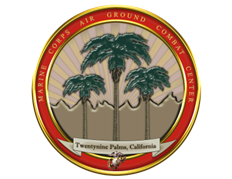 MARINE CORPS AIR GROUND COMBAT CENTER
Twentynine Palms, California